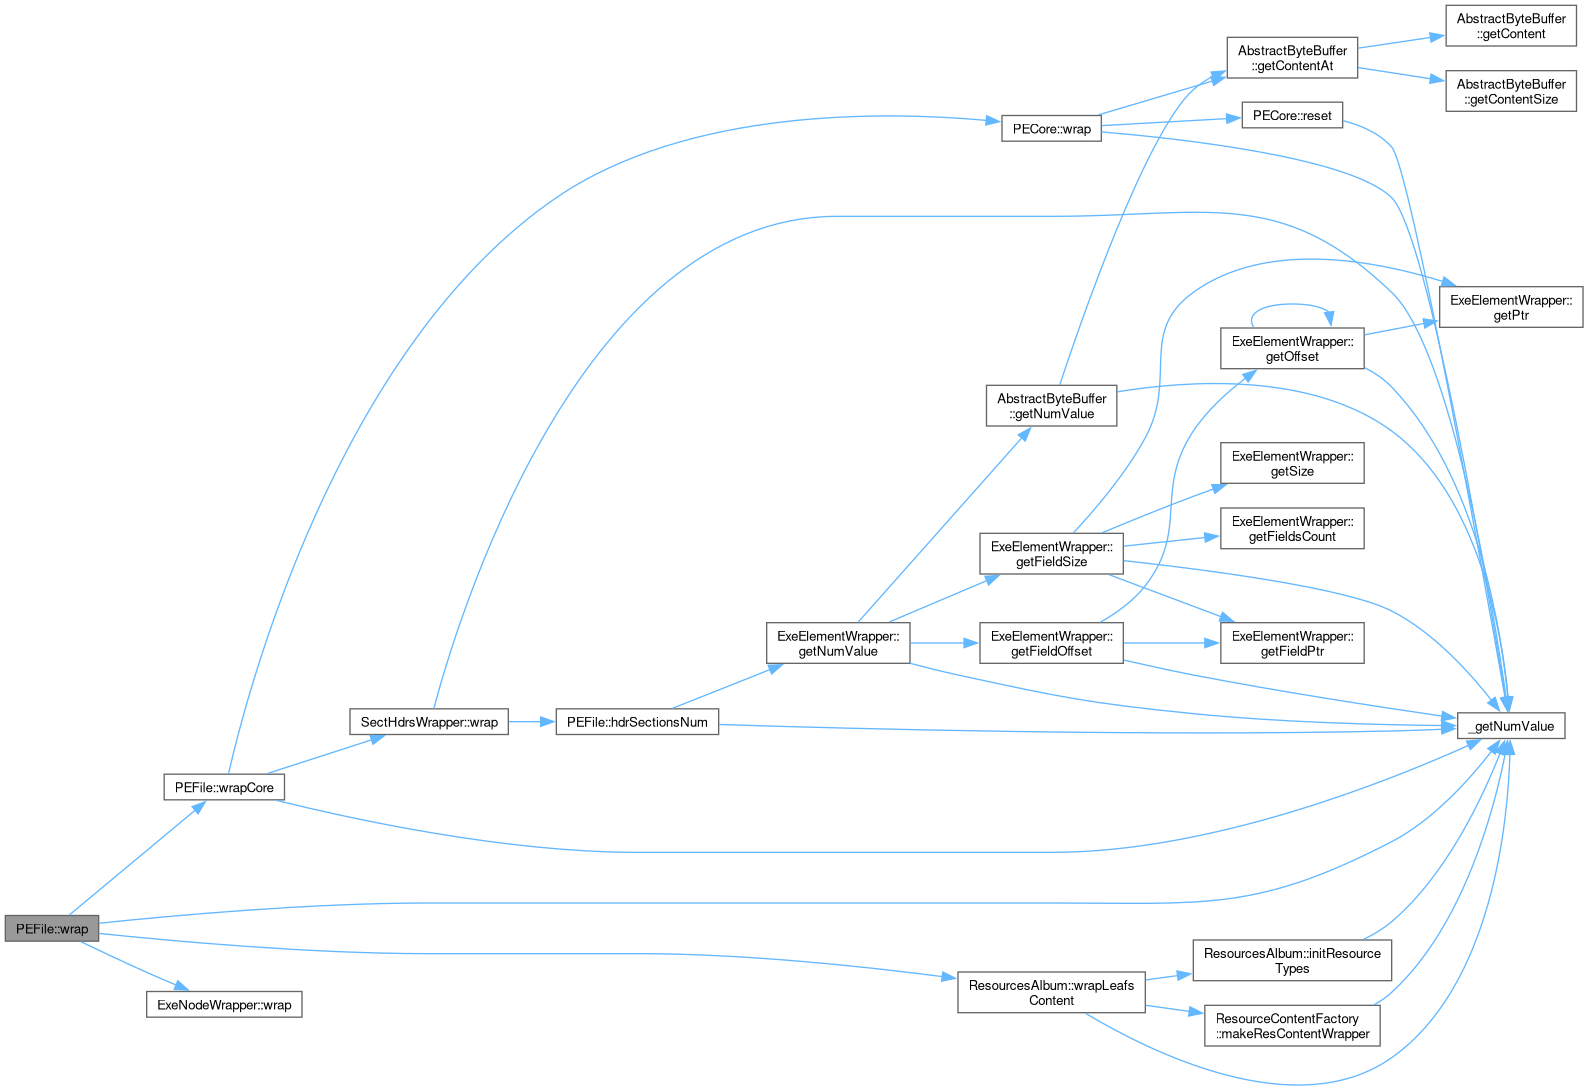 AbstractByteBuffer
::getContent
AbstractByteBuffer
::getContentAt
AbstractByteBuffer
::getContentSize
PECore::reset
PECore::wrap
ExeElementWrapper::
getPtr
ExeElementWrapper::
getOffset
AbstractByteBuffer
::getNumValue
ExeElementWrapper::
getSize
ExeElementWrapper::
getFieldsCount
ExeElementWrapper::
getFieldSize
ExeElementWrapper::
getNumValue
ExeElementWrapper::
getFieldOffset
ExeElementWrapper::
getFieldPtr
SectHdrsWrapper::wrap
PEFile::hdrSectionsNum
_getNumValue
PEFile::wrapCore
PEFile::wrap
ResourcesAlbum::initResource
Types
ResourcesAlbum::wrapLeafs
Content
ExeNodeWrapper::wrap
ResourceContentFactory
::makeResContentWrapper